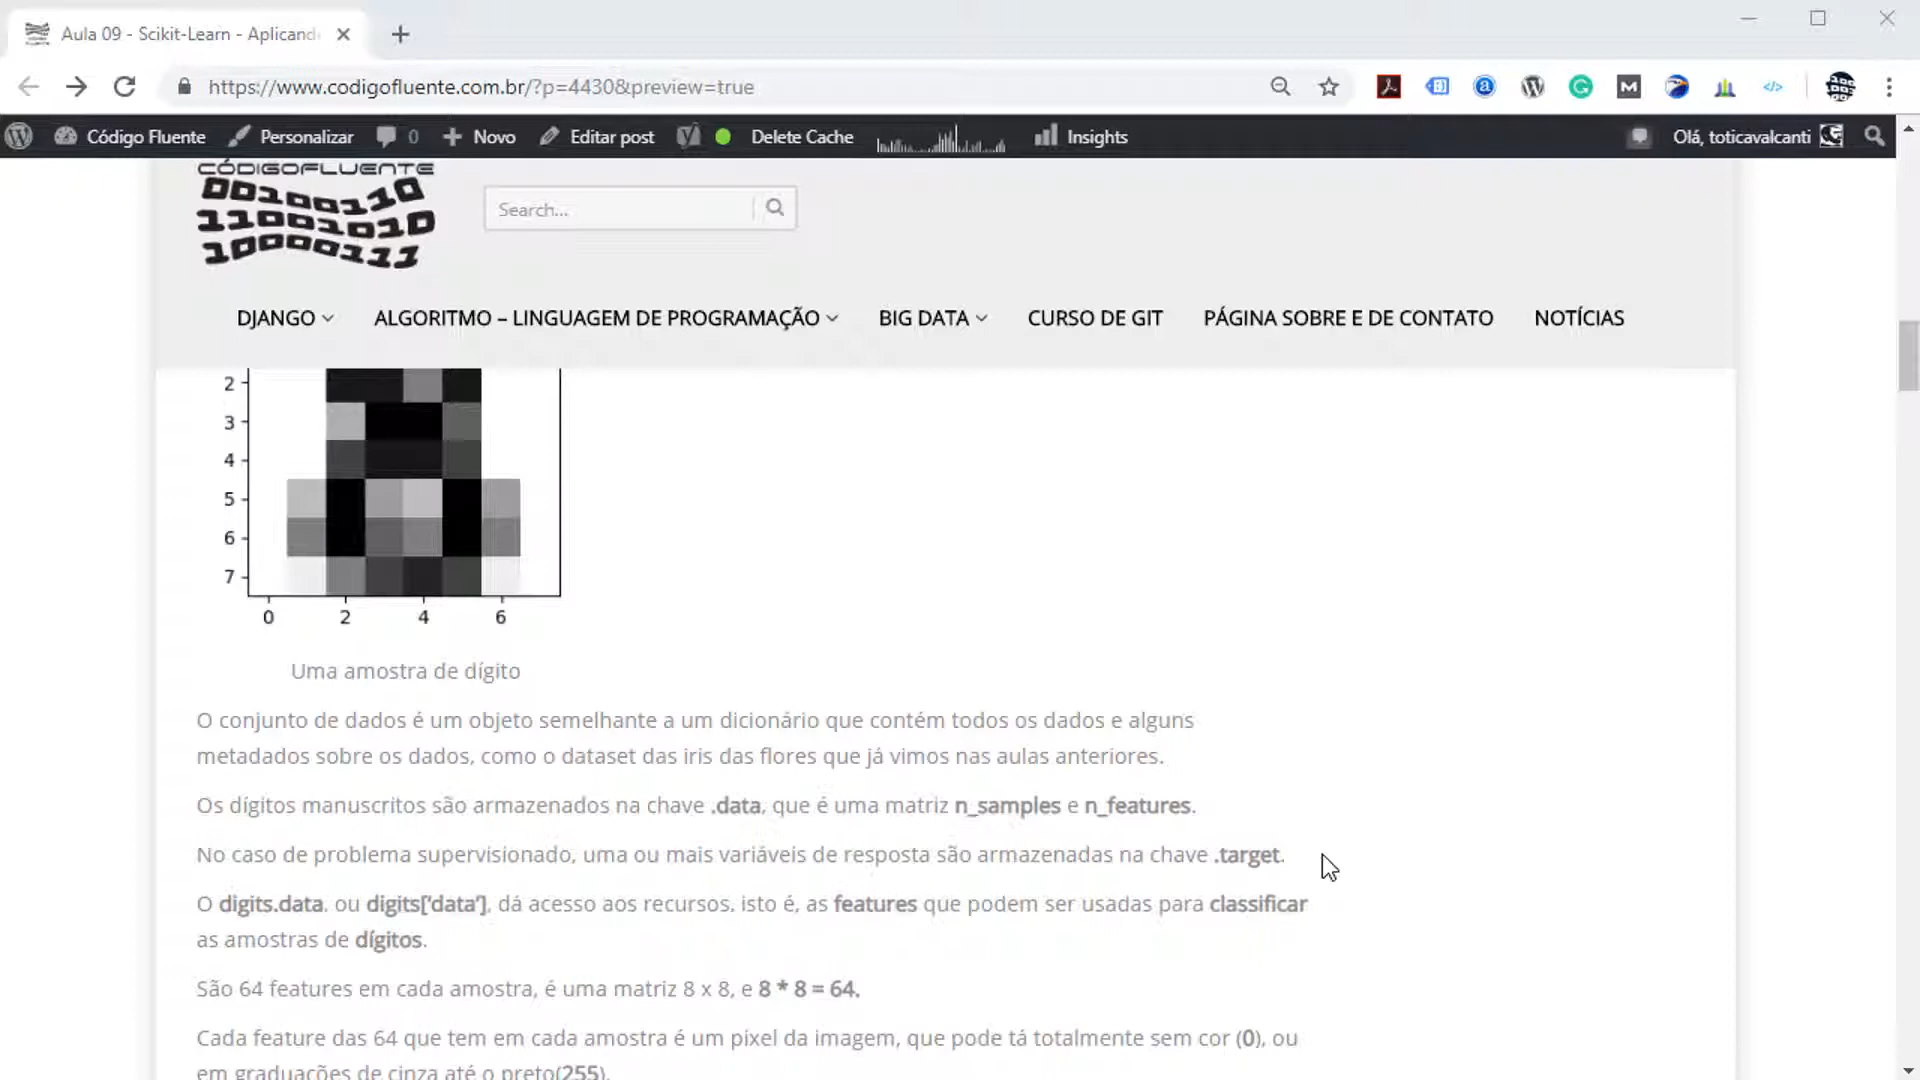 Aula 09 - Scikit-Learn - Aplicand
https://www.codigofluente.com.br/?p=4430&preview=true
Código Fluente Personalizar 0 Novo Editar post Delete Cache Insights Olá, toticavalcanti
CÓDIGOFLUENTE
00100110
11001010
10000111
Search...
DJANGO ALGORITMO – LINGUAGEM DE PROGRAMAÇÃO BIG DATA CURSO DE GIT PÁGINA SOBRE E DE CONTATO NOTÍCIAS
2
3
4
5
6
7
0 2 4 6
Uma amostra de dígito
O conjunto de dados é um objeto semelhante a um dicionário que contém todos os dados e alguns
metadados sobre os dados, como o dataset das iris das flores que já vimos nas aulas anteriores.
Os dígitos manuscritos são armazenados na chave .data, que é uma matriz n_samples e n_features.
No caso de problema supervisionado, uma ou mais variáveis de resposta são armazenadas na chave .target.
O digits.data. ou digits['data'], dá acesso aos recursos, isto é, as features que podem ser usadas para classificar
as amostras de dígitos.
São 64 features em cada amostra, é uma matriz 8 x 8, e 8 * 8 = 64.
Cada feature das 64 que tem em cada amostra é um pixel da imagem, que pode tá totalmente sem cor (0), ou
em graduações de cinza até o preto(255).